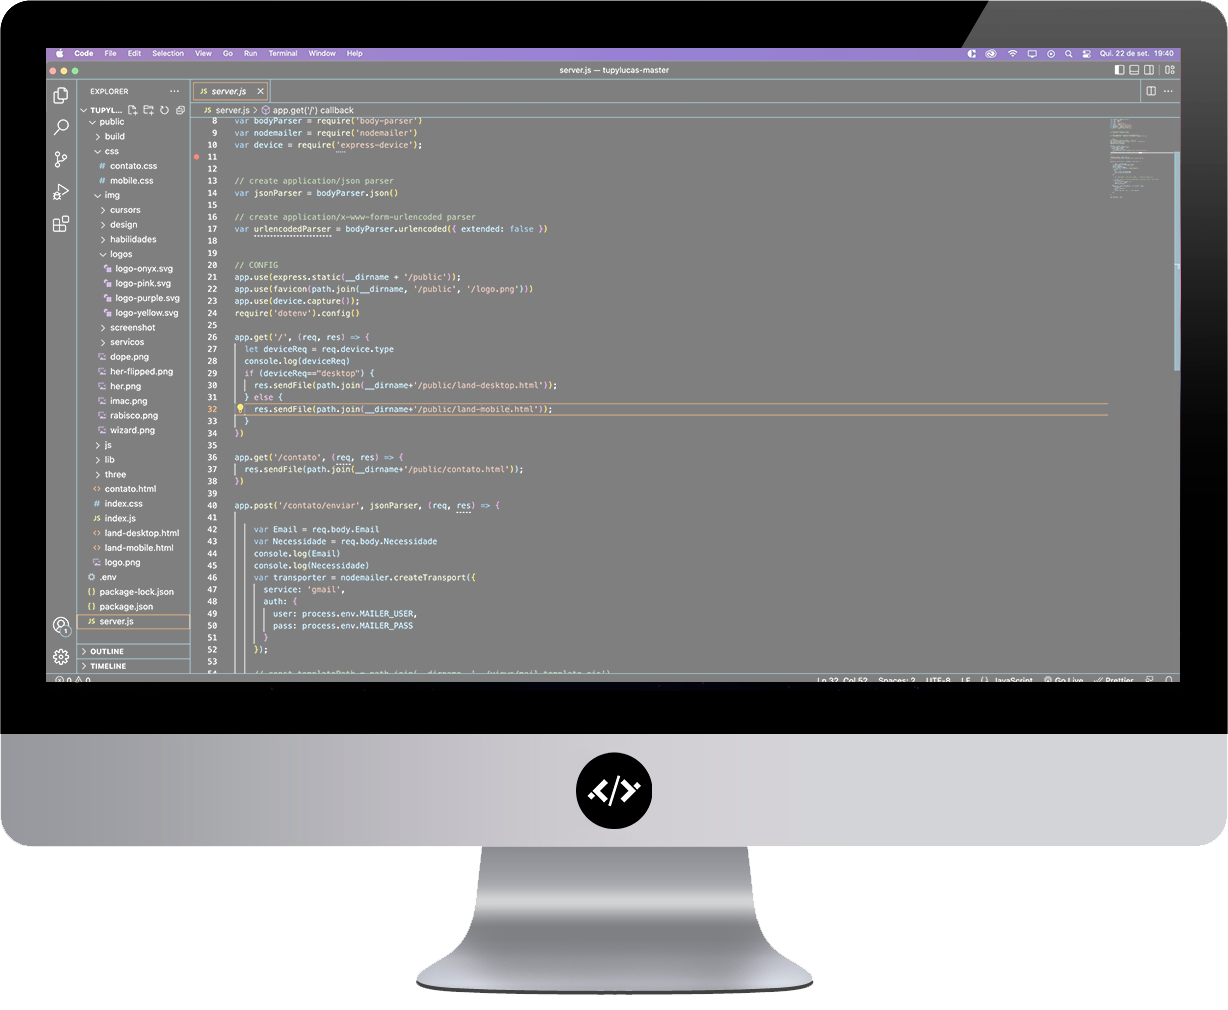 Code File Edit Selection View Go Run Terminal Window Help
Qui. 22 de set. 19:40
server.js — tupylucas-master
EXPLORER
TUPYL...
public
build
css
# contato.css
# mobile.css
img
cursors
design
habilidades
logos
logo-onyx.svg
logo-pink.svg
logo-purple.svg
logo-yellow.svg
screenshot
servicos
dope.png
her-flipped.png
her.png
imac.png
rabisco.png
wizard.png
js
lib
three
<> contato.html
# index.css
JS index.js
<> land-desktop.html
<> land-mobile.html
logo.png
.env
{} package-lock.json
{} package.json
JS server.js
OUTLINE
TIMELINE
1
JS server.js
JS server.js > app.get('/') callback
8 var bodyParser = require('body-parser')
9 var nodemailer = require('nodemailer')
10 var device = require('express-device');
11
12
13 // create application/json parser
14 var jsonParser = bodyParser.json()
15
16 // create application/x-www-form-urlencoded parser
17 var urlencodedParser = bodyParser.urlencoded({ extended: false })
18
19
20 // CONFIG
21 app.use(express.static(__dirname + '/public'));
22 app.use(favicon(path.join(__dirname, '/public', '/logo.png')))
23 app.use(device.capture());
24 require('dotenv').config()
25
26 app.get('/', (req, res) => {
27 let deviceReq = req.device.type
28 console.log(deviceReq)
29 if (deviceReq=="desktop") {
30 res.sendFile(path.join(__dirname+'/public/land-desktop.html'));
31 } else {
32 res.sendFile(path.join(__dirname+'/public/land-mobile.html'));
33 }
34 })
35
36 app.get('/contato', (req, res) => {
37 res.sendFile(path.join(__dirname+'/public/contato.html'));
38 })
39
40 app.post('/contato/enviar', jsonParser, (req, res) => {
41
42 var Email = req.body.Email
43 var Necessidade = req.body.Necessidade
44 console.log(Email)
45 console.log(Necessidade)
46 var transporter = nodemailer.createTransport({
47 service: 'gmail',
48 auth: {
49 user: process.env.MAILER_USER,
50 pass: process.env.MAILER_PASS
51 }
52 });
53
0 0
Ln 32, Col 52 Spaces: 2 UTF-8 LF {} JavaScript Go Live Prettier